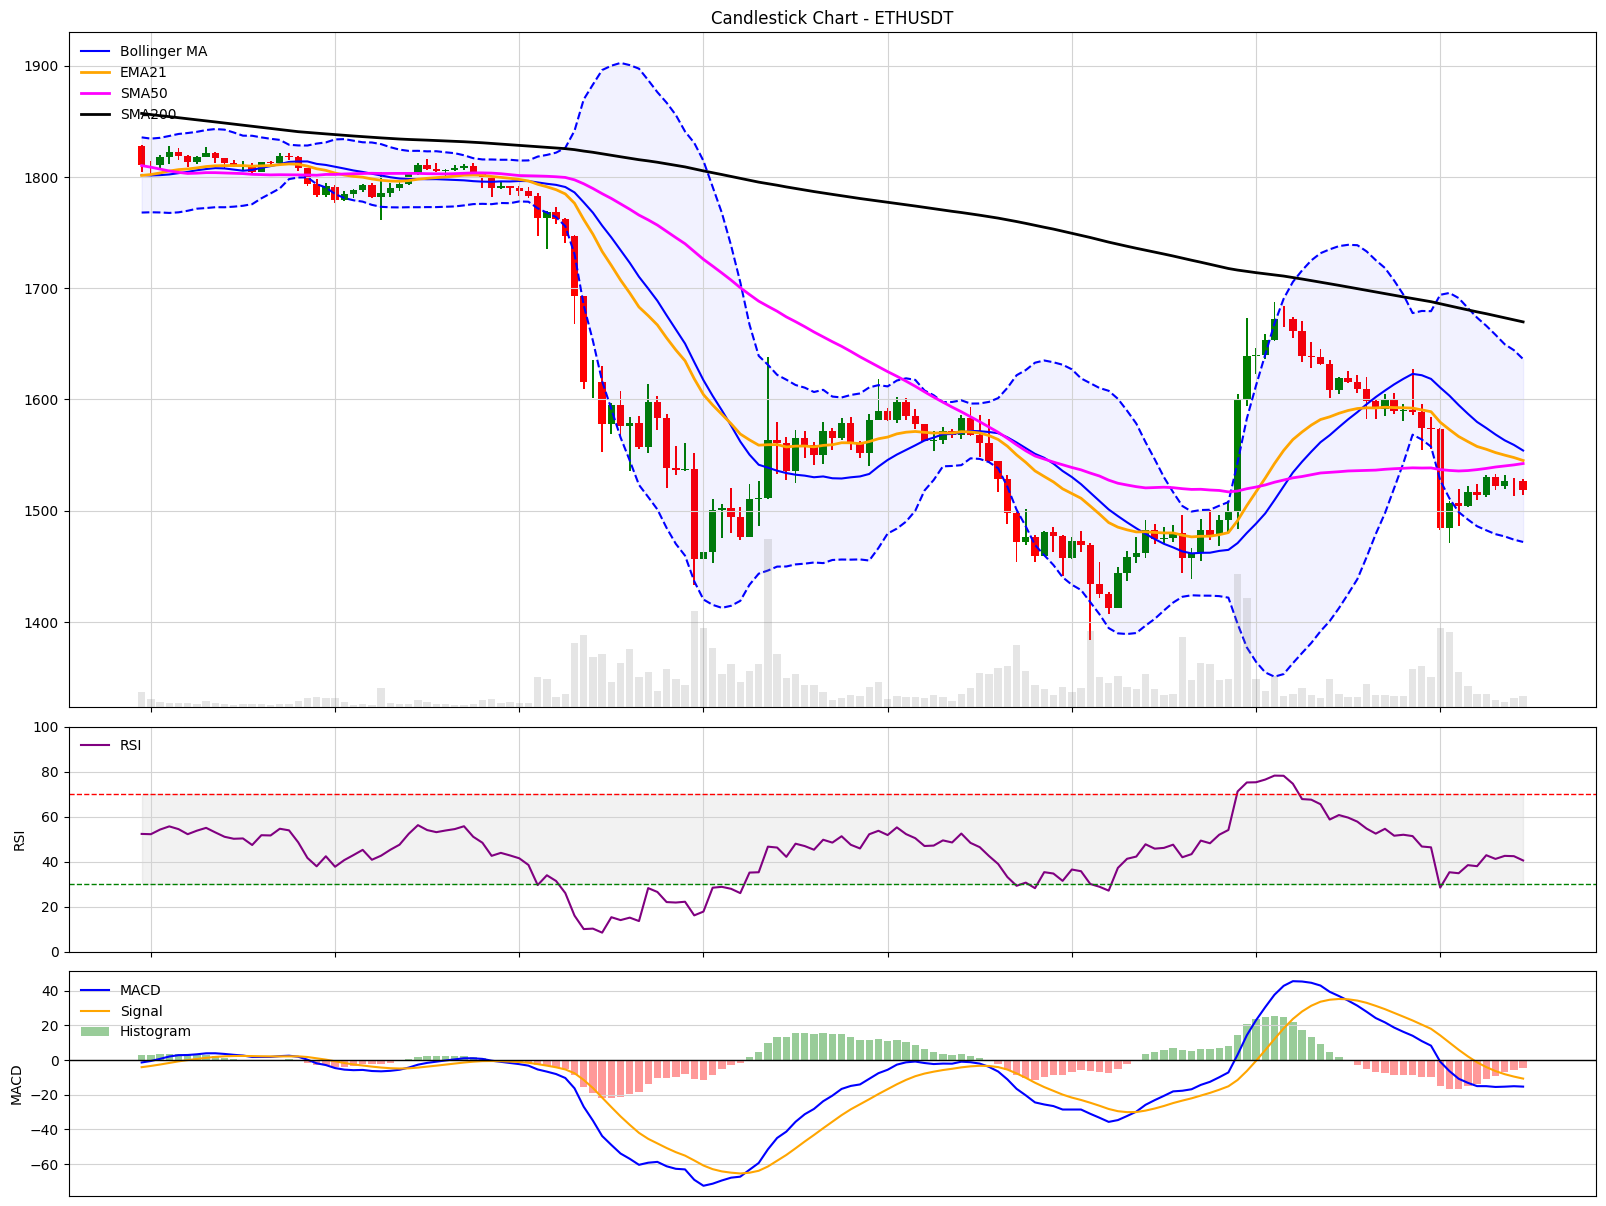 Candlestick Chart - ETHUSDT
Bollinger MA
EMA21
SMA50
SMA200
1900
1800
1700
1600
1500
1400
RSI
100
80
60
40
20
0
RSI
MACD
Signal
Histogram
40
20
0
−20
−40
−60
MACD